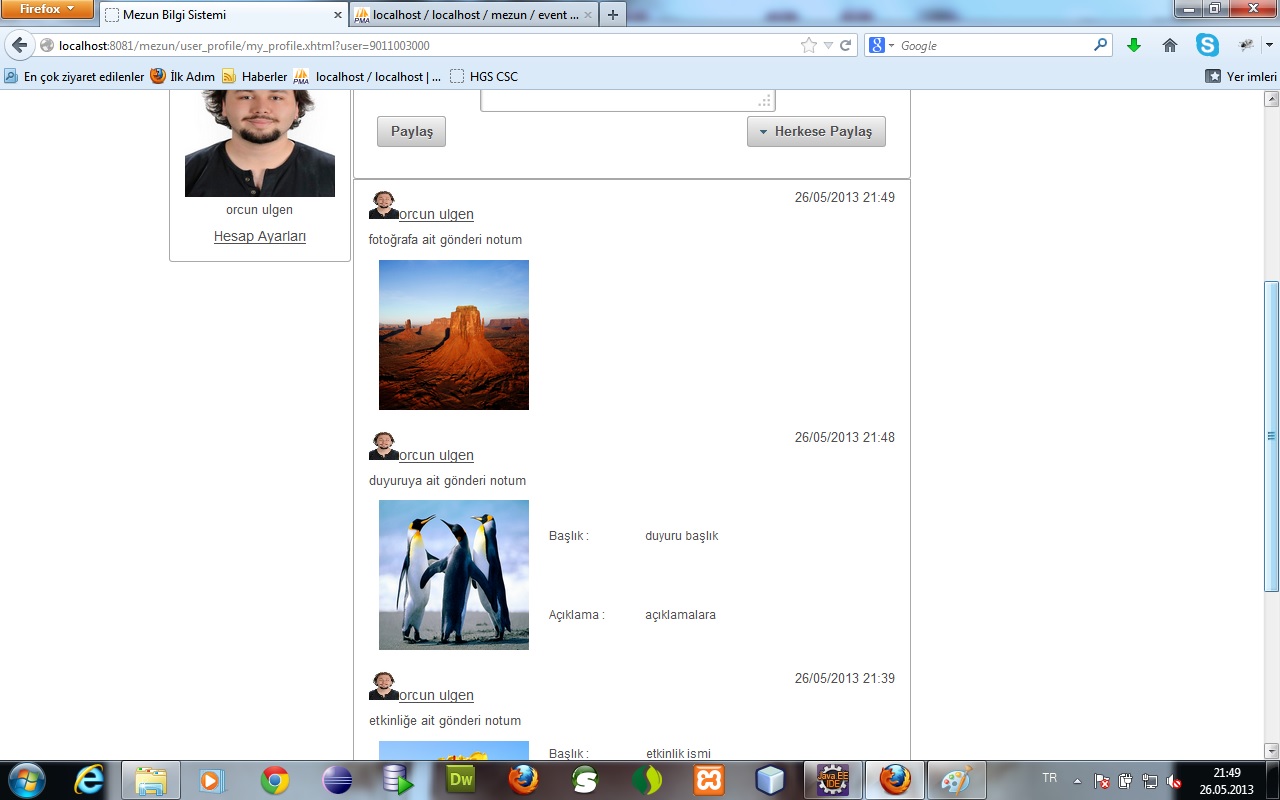 Firefox
Mezun Bilgi Sistemi
PMA localhost / localhost / mezun / event ...
localhost:8081/mezun/user_profile/my_profile.xhtml?user=9011003000
Google
En çok ziyaret edilenler
İlk Adım
Haberler
PMA localhost / localhost | ...
HGS CSC
Yer imleri
Paylaş
Herkese Paylaş
orcun ulgen
Hesap Ayarları
orcun ulgen 26/05/2013 21:49
fotoğrafa ait gönderi notum
orcun ulgen 26/05/2013 21:48
duyuruya ait gönderi notum
Başlık : duyuru başlık
Açıklama : açıklamalara
orcun ulgen 26/05/2013 21:39
etkinliğe ait gönderi notum
Başlık : etkinlik ismi
Dw
Java EE
IDE
TR
21:49
26.05.2013